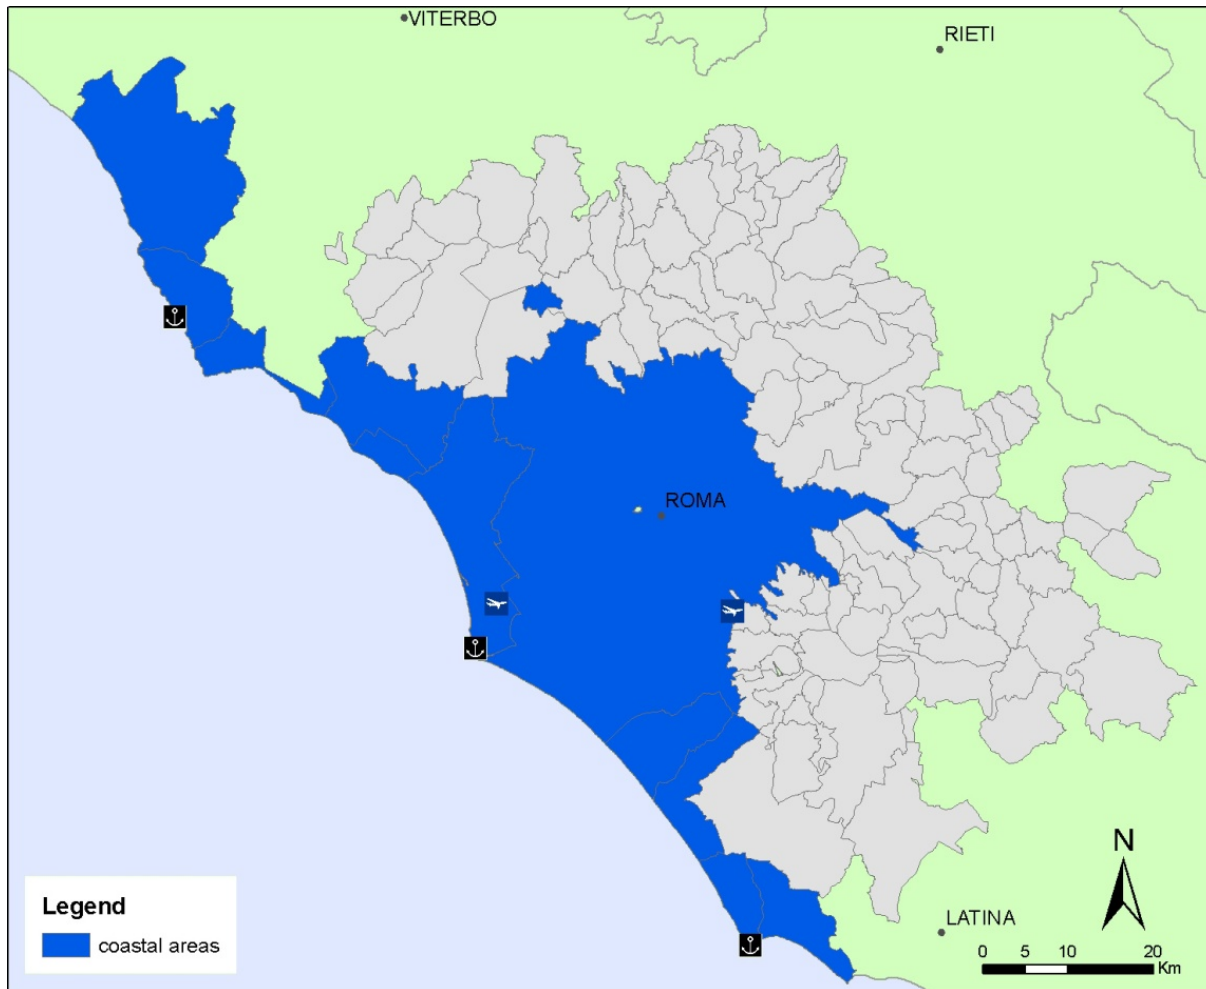 VITERBO
RIETI
ROMA
N
Legend
coastal areas
LATINA
0 5 10 20
Km